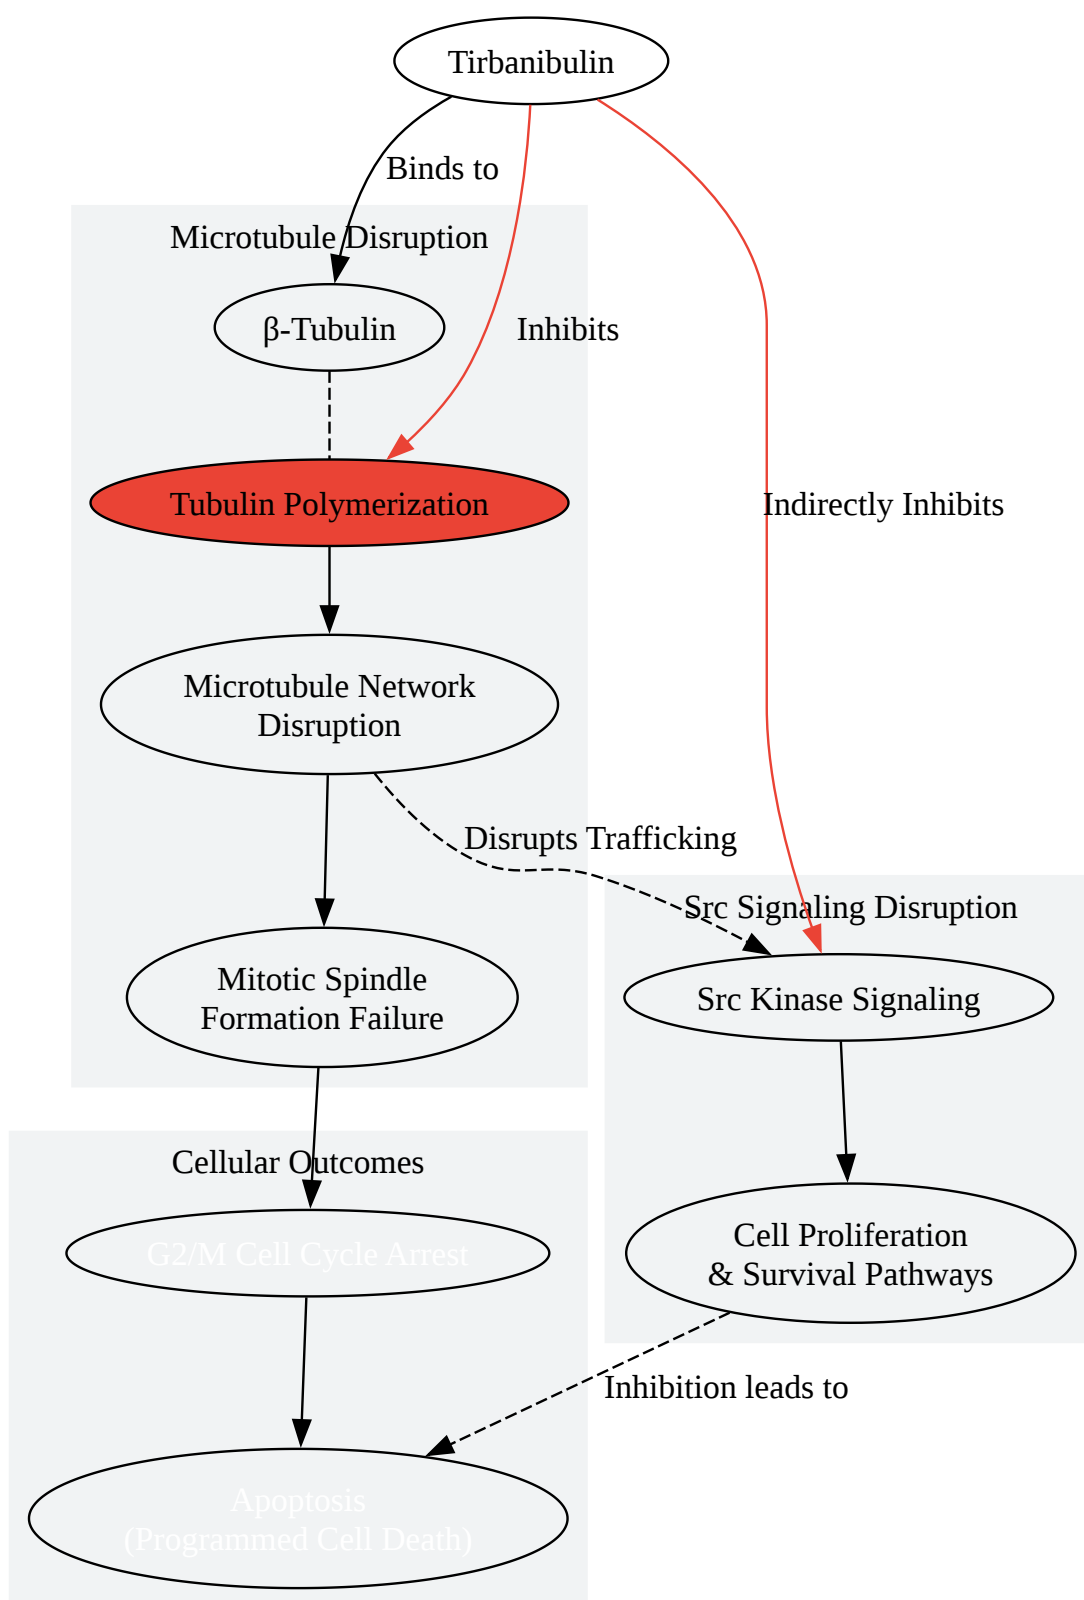 Tirbanibulin
Binds to
Microtubule Disruption
β-Tubulin
Inhibits
Tubulin Polymerization
Indirectly Inhibits
Microtubule Network
Disruption
Disrupts Trafficking
Src Signaling Disruption
Mitotic Spindle
Formation Failure
Src Kinase Signaling
Cellular Outcomes
G2/M Cell Cycle Arrest
Cell Proliferation
& Survival Pathways
Inhibition leads to
Apoptosis
(Programmed Cell Death)